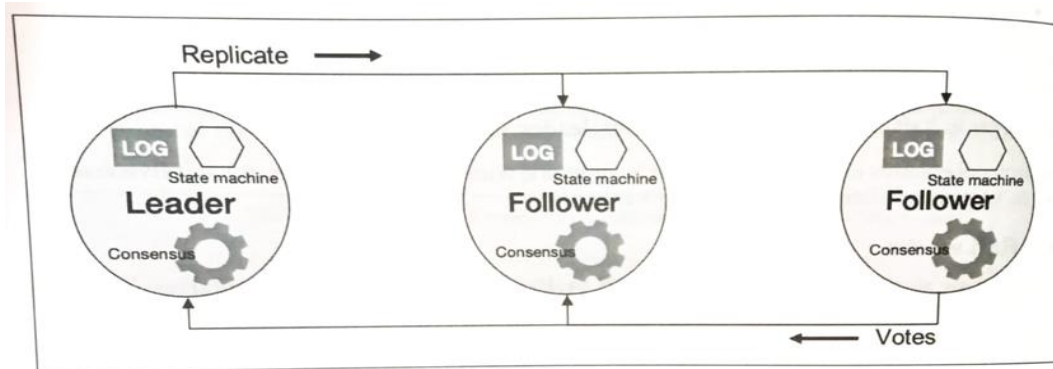 Replicate
LOG
State machine
Leader
Consensus
LOG
State machine
Follower
Consensus
LOG
State machine
Follower
Consensus
Votes